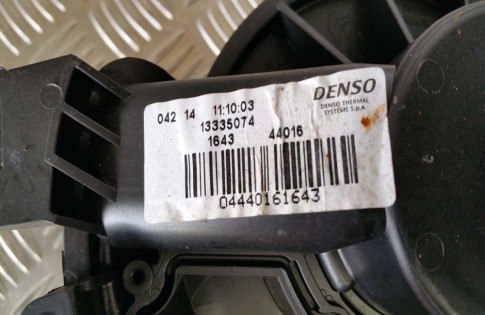 042 14 11:10:03
DENSO
DENSO THERMAL
SYSTEMS S.p.A.
13335074
1643 44016
04440161643